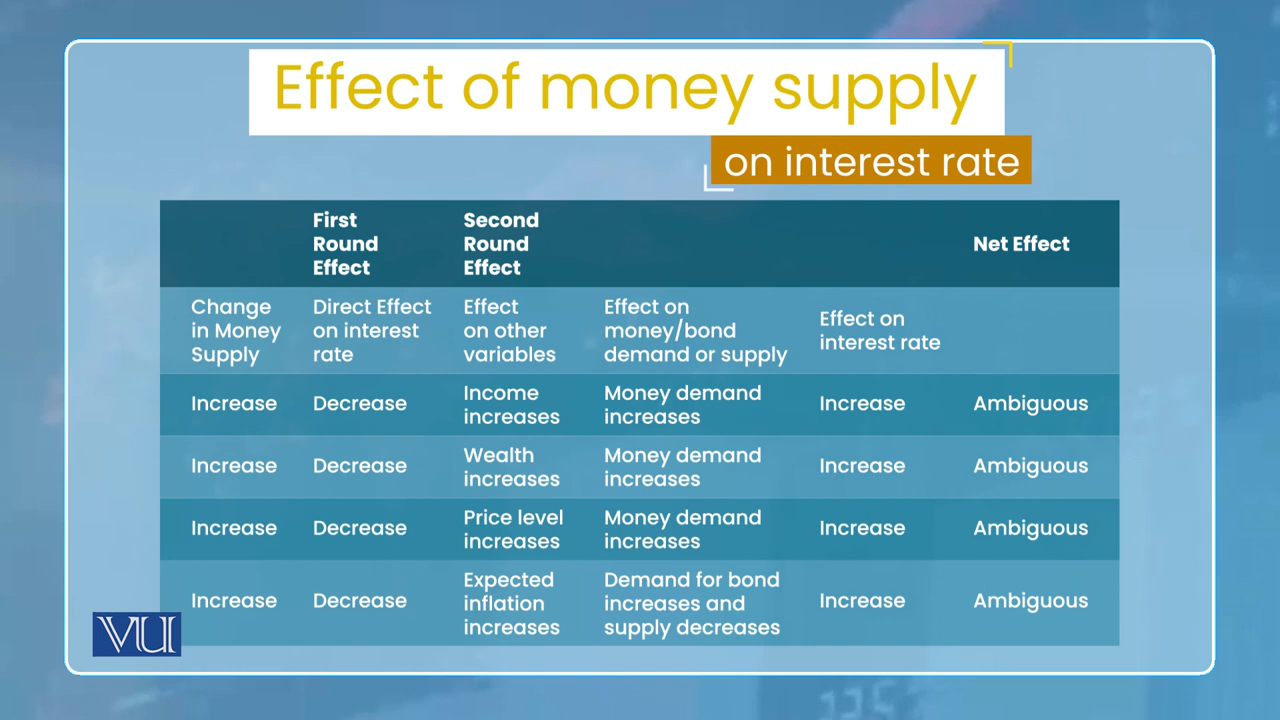 Effect of money supply
on interest rate
First
Round
Effect
Second
Round
Effect
Net Effect
Change
in Money
Supply
Direct Effect
on interest
rate
Effect
on other
variables
Effect on
money/bond
demand or supply
Effect on
interest rate
Increase
Decrease
Income
increases
Money demand
increases
Increase
Ambiguous
Increase
Decrease
Wealth
increases
Money demand
increases
Increase
Ambiguous
Increase
Decrease
Price level
increases
Money demand
increases
Increase
Ambiguous
Increase
Decrease
Expected
inflation
increases
Demand for bond
increases and
supply decreases
Increase
Ambiguous
VU